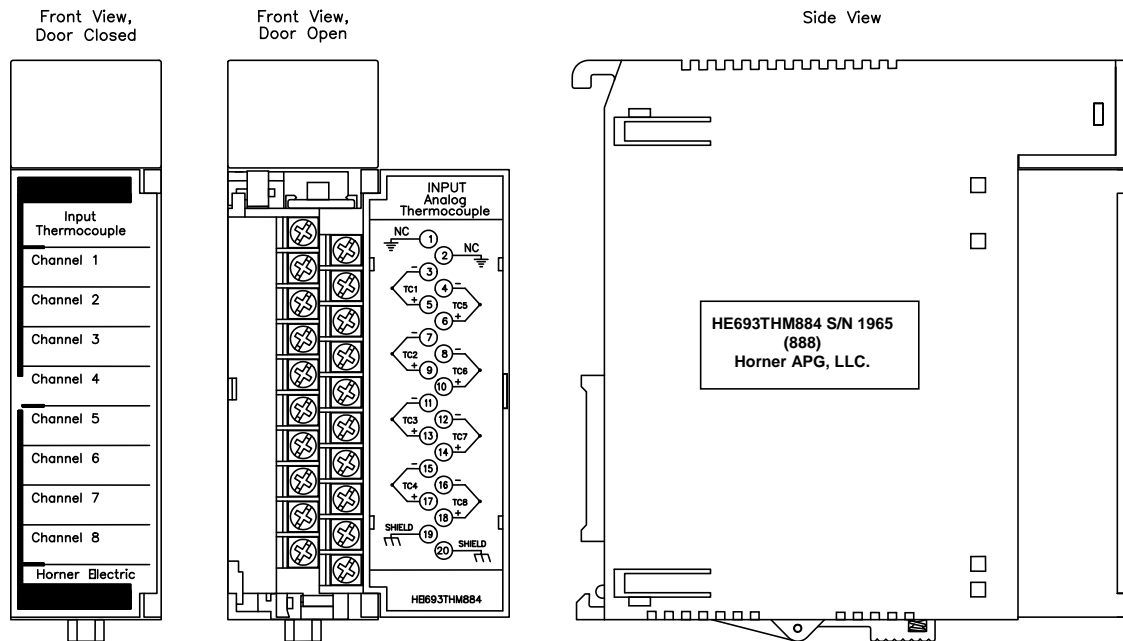 Front View,
Door Closed
Front View,
Door Open
Side View
Input
Thermocouple
Channel 1
Channel 2
Channel 3
Channel 4
Channel 5
Channel 6
Channel 7
Channel 8
Horner Electric
INPUT
Analog
Thermocouple
NC
1
2
NC
3
4
TC1
5
TC5
6
7
8
TC2
9
TC6
10
11
12
TC3
13
TC7
14
15
16
TC4
17
TC8
18
SHIELD
19
20
SHIELD
HE693THM884
HE693THM884 S/N 1965
(888)
Horner APG, LLC.